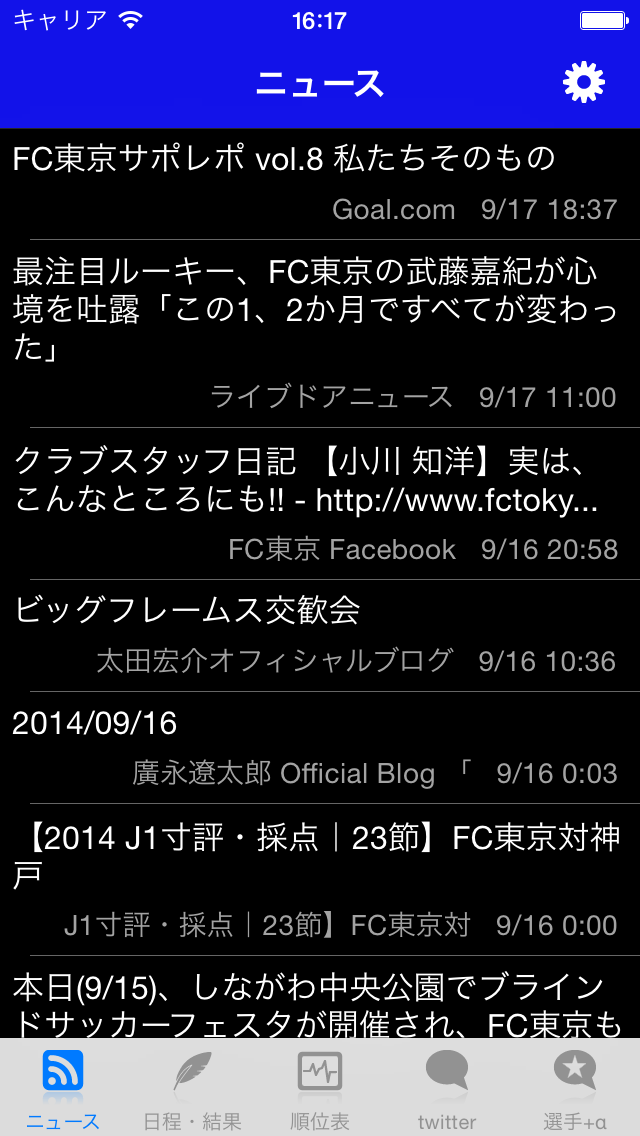 キャリア 16:17
ニュース
FC東京サポレポ vol.8 私たちそのもの
Goal.com 9/17 18:37
最注目ルーキー、FC東京の武藤嘉紀が心
境を吐露「この1、2か月ですべてが変わっ
た」
ライブドアニュース 9/17 11:00
クラブスタッフ日記 【小川 知洋】実は、
こんなところにも!! - http://www.fctoky...
FC東京 Facebook 9/16 20:58
ビッグフレームス交歓会
太田宏介オフィシャルブログ 9/16 10:36
2014/09/16
廣永遼太郎 Official Blog 「 9/16 0:03
【2014 J1寸評・採点｜23節】FC東京対神
戸
J1寸評・採点｜23節】FC東京対 9/16 0:00
本日(9/15)、しながわ中央公園でブライン
ドサッカーフェスタが開催され、FC東京も
ニュース 日程・結果 順位表 twitter 選手+α